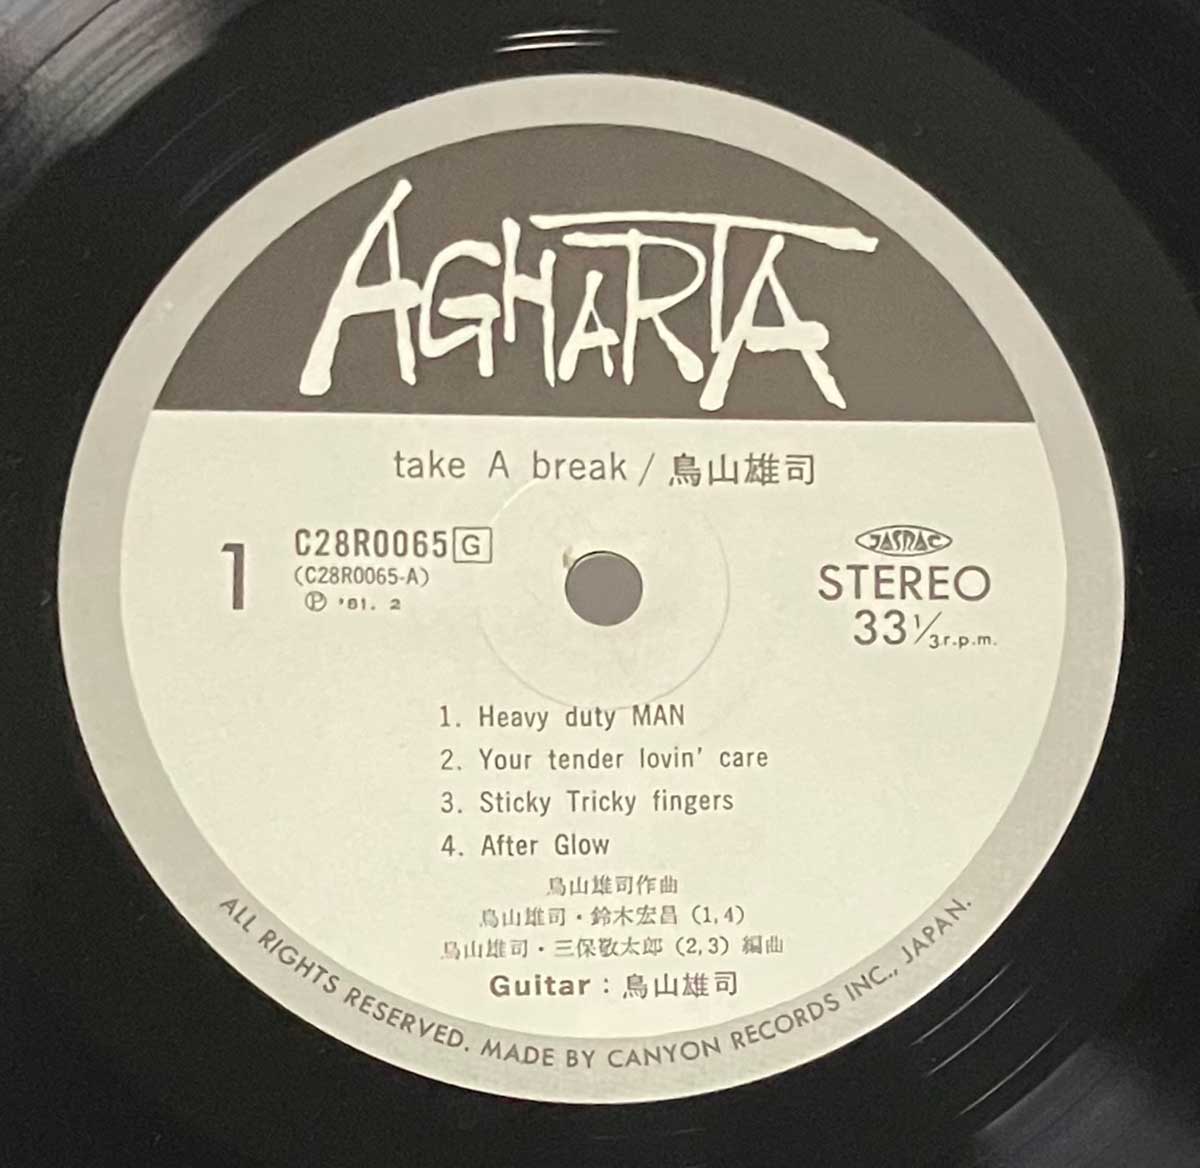 AGHARTA
take A break / 鳥山雄司
1
C28R0065 G
(C28R0065-A)
Ⓟ '81. 2
JASRAC
STEREO
33 1/3 r.p.m.
1. Heavy duty MAN
2. Your tender lovin' care
3. Sticky Tricky fingers
4. After Glow
鳥山雄司作曲
鳥山雄司・鈴木宏昌 (1,4)
鳥山雄司・三保敬太郎 (2,3) 編曲
Guitar : 鳥山雄司
ALL RIGHTS RESERVED. MADE BY CANYON RECORDS INC., JAPAN.